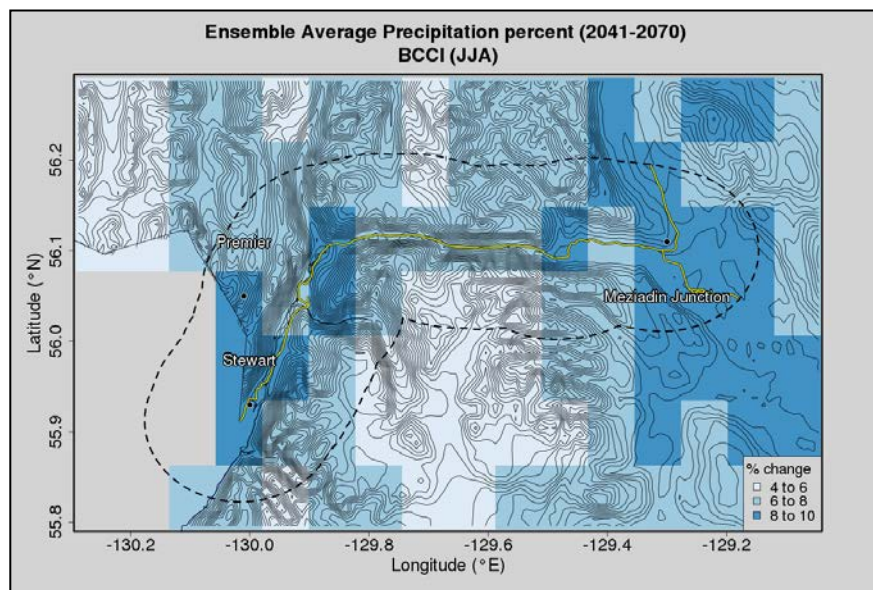 Ensemble Average Precipitation percent (2041-2070)
BCCI (JJA)
56.2
56.1
56.0
55.9
55.8
Latitude (°N)
Premier
Meziadin Junction
Stewart
% change
4 to 6
6 to 8
8 to 10
-130.2
-130.0
-129.8
-129.6
-129.4
-129.2
Longitude (°E)